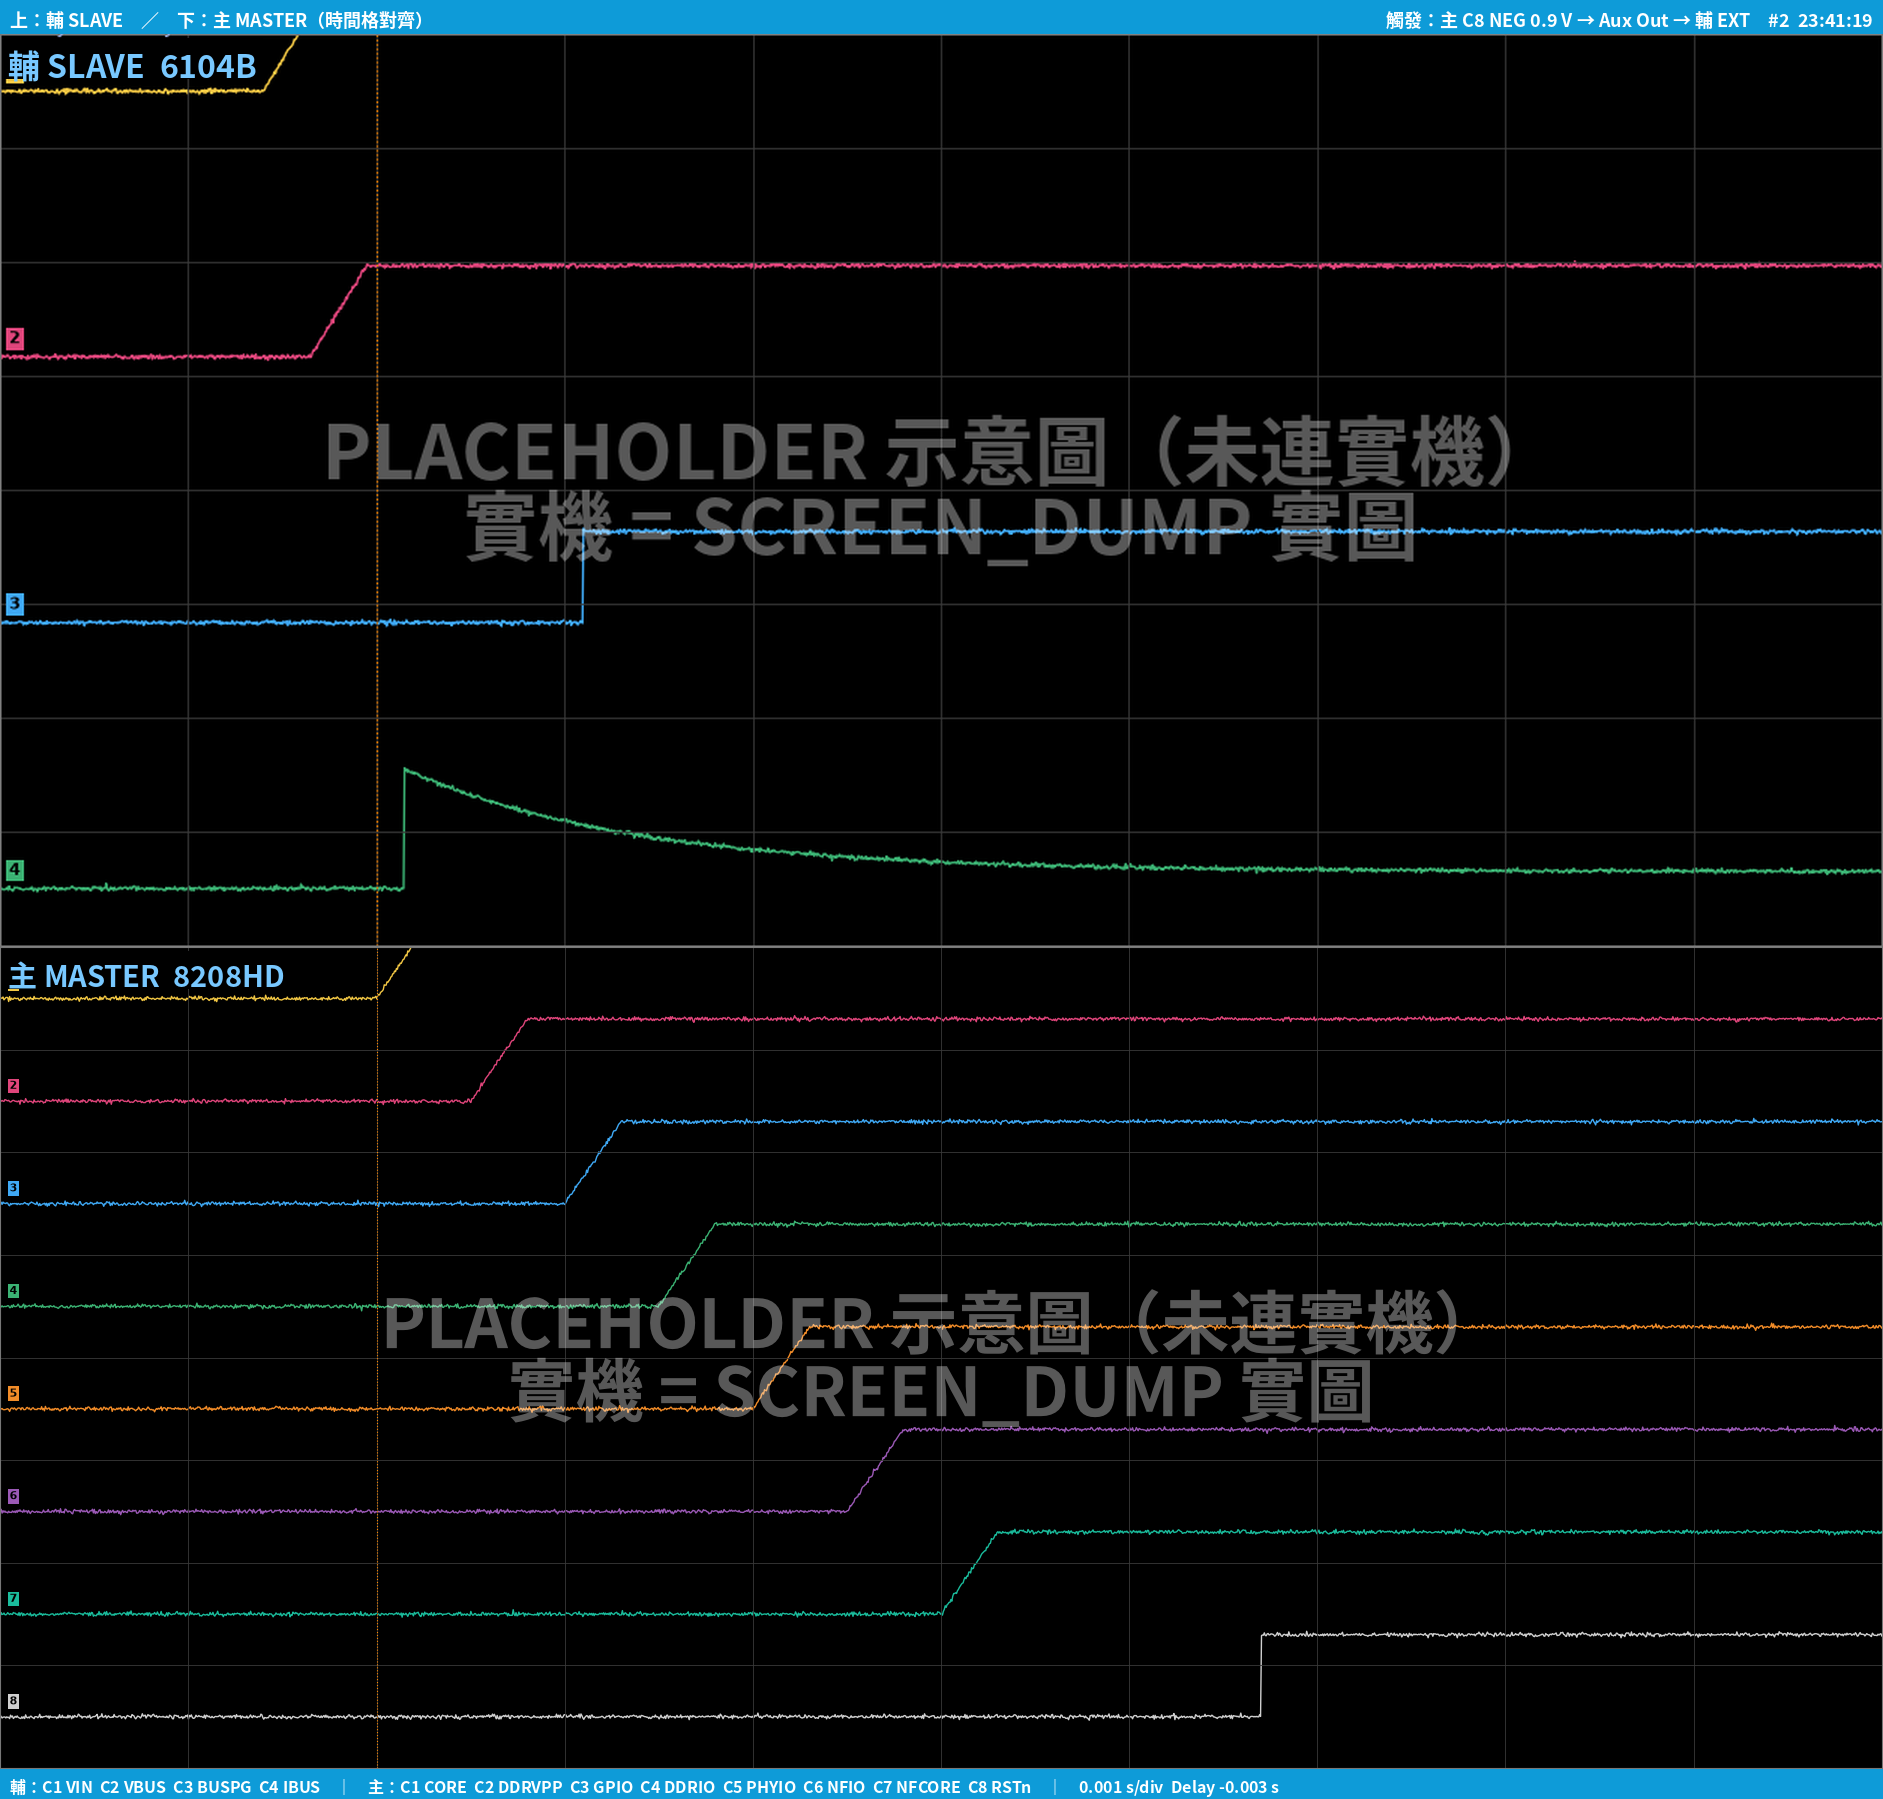 上：輔 SLAVE ／ 下：主 MASTER（時間格對齊）
觸發：主 C8 NEG 0.9 V → Aux Out → 輔 EXT #2 23:41:19
輔 SLAVE 6104B
2
PLACEHOLDER 示意圖（未連實機）
實機 = SCREEN_DUMP 實圖
3
4
主 MASTER 8208HD
2
3
4
PLACEHOLDER 示意圖（未連實機）
實機 = SCREEN_DUMP 實圖
5
6
7
8
輔：C1 VIN C2 VBUS C3 BUSPG C4 IBUS ｜ 主：C1 CORE C2 DDRVPP C3 GPIO C4 DDRIO C5 PHYIO C6 NFIO C7 NFCORE C8 RSTn ｜ 0.001 s/div Delay -0.003 s